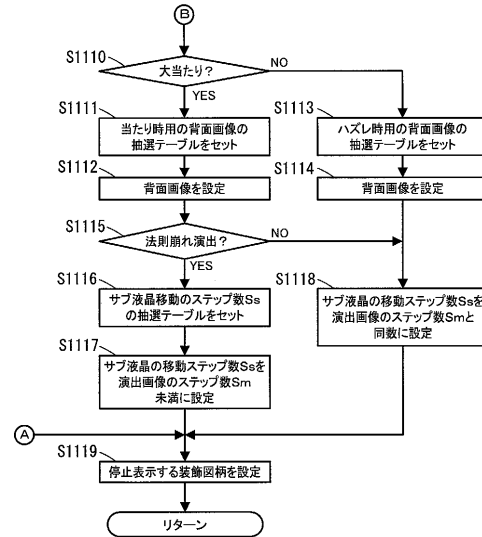 B
S1110
大当たり?
NO
YES
S1111
当たり時用の背面画像の
抽選テーブルをセット
S1113
ハズレ時用の背面画像の
抽選テーブルをセット
S1112
背面画像を設定
S1114
背面画像を設定
S1115
法則崩れ演出?
NO
YES
S1116
サブ液晶移動のステップ数Ss
の抽選テーブルをセット
S1118
サブ液晶の移動ステップ数Ssを
演出画像のステップ数Smと
同数に設定
S1117
サブ液晶の移動ステップ数Ssを
演出画像のステップ数Sm
未満に設定
A
S1119
停止表示する装飾図柄を設定
リターン